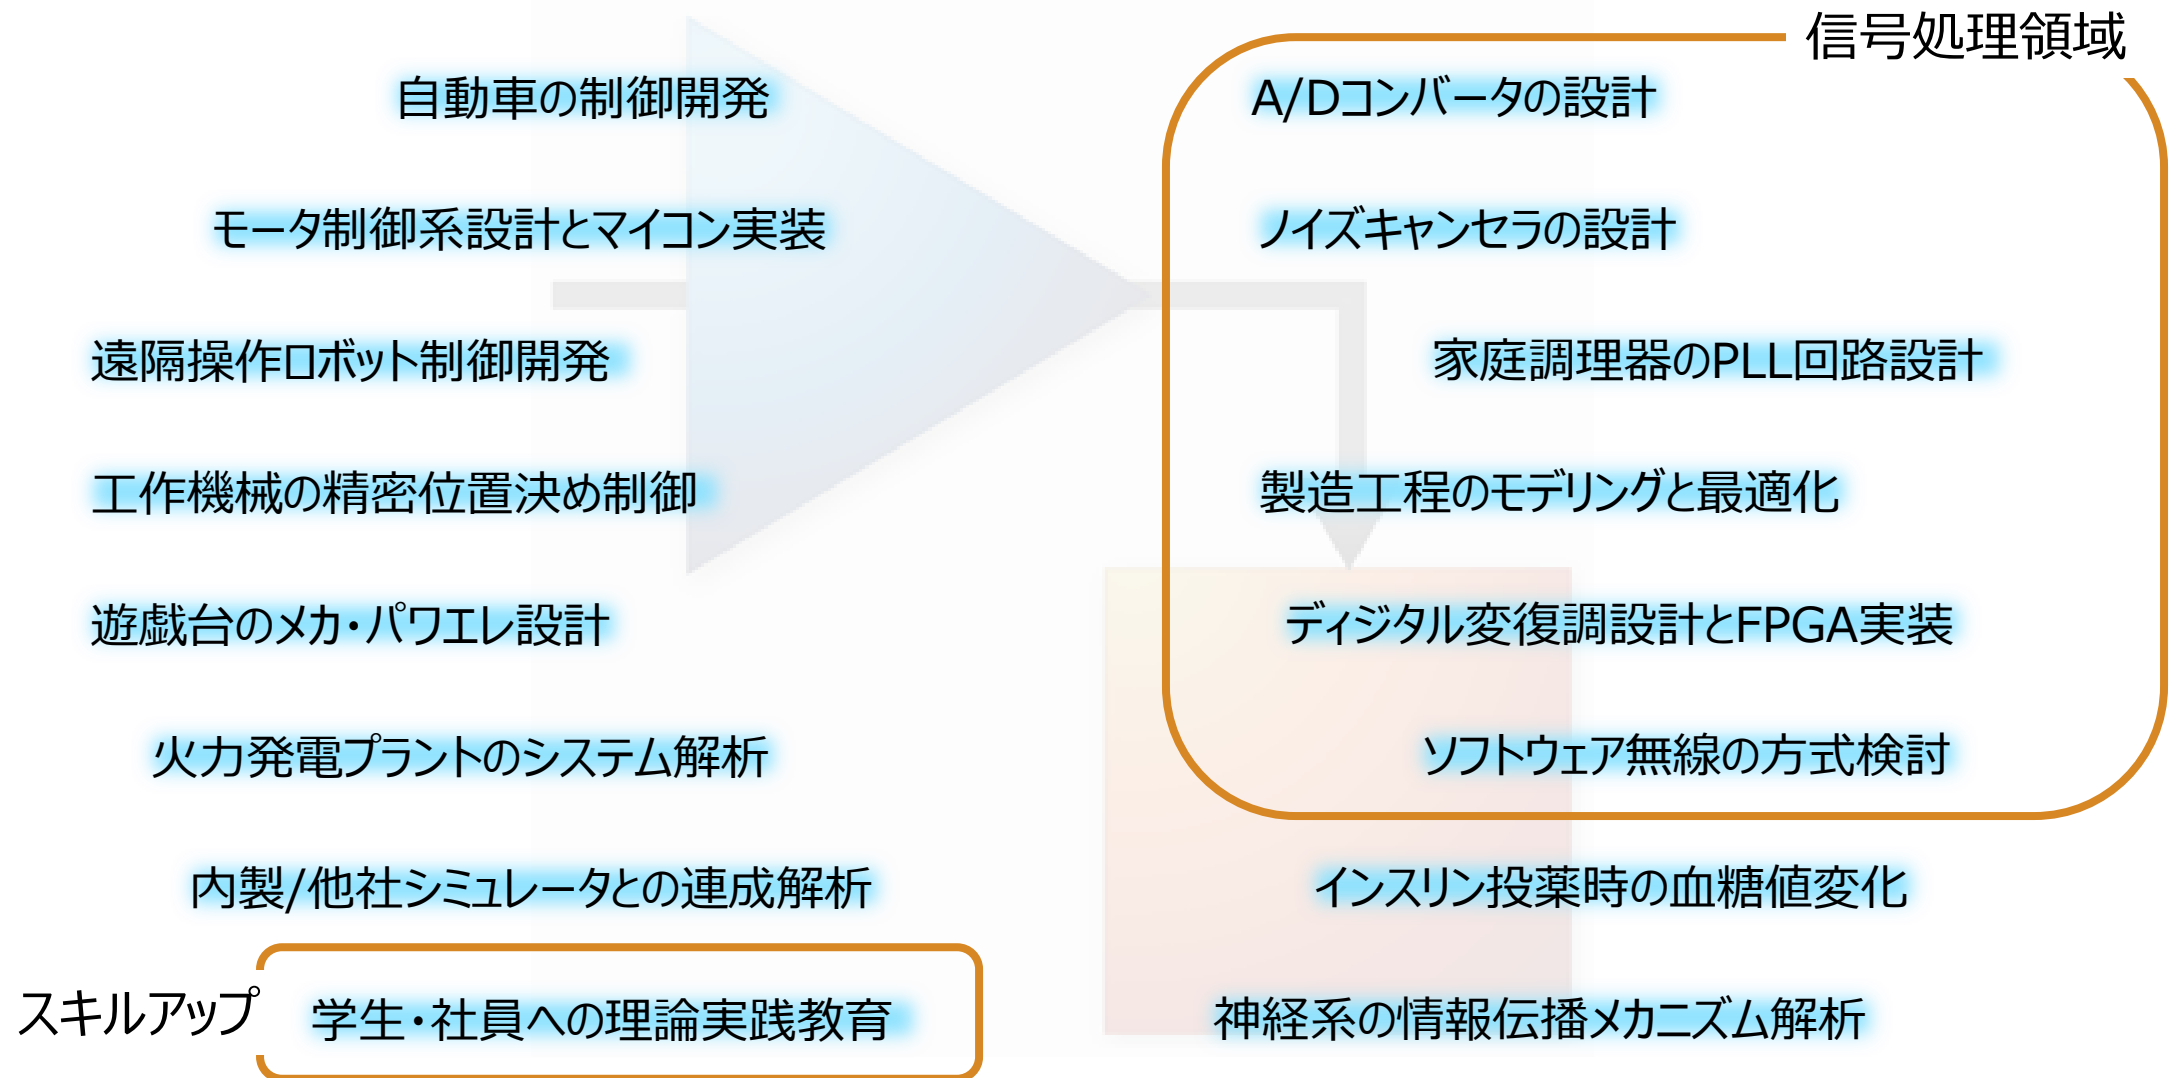 信号処理領域
自動車の制御開発
A/Dコンバータの設計
モータ制御系設計とマイコン実装
ノイズキャンセラの設計
遠隔操作ロボット制御開発
家庭調理器のPLL回路設計
工作機械の精密位置決め制御
製造工程のモデリングと最適化
遊戯台のメカ・パワエレ設計
ディジタル変復調設計とFPGA実装
火力発電プラントのシステム解析
ソフトウェア無線の方式検討
内製/他社シミュレータとの連成解析
インスリン投薬時の血糖値変化
スキルアップ
学生・社員への理論実践教育
神経系の情報伝播メカニズム解析